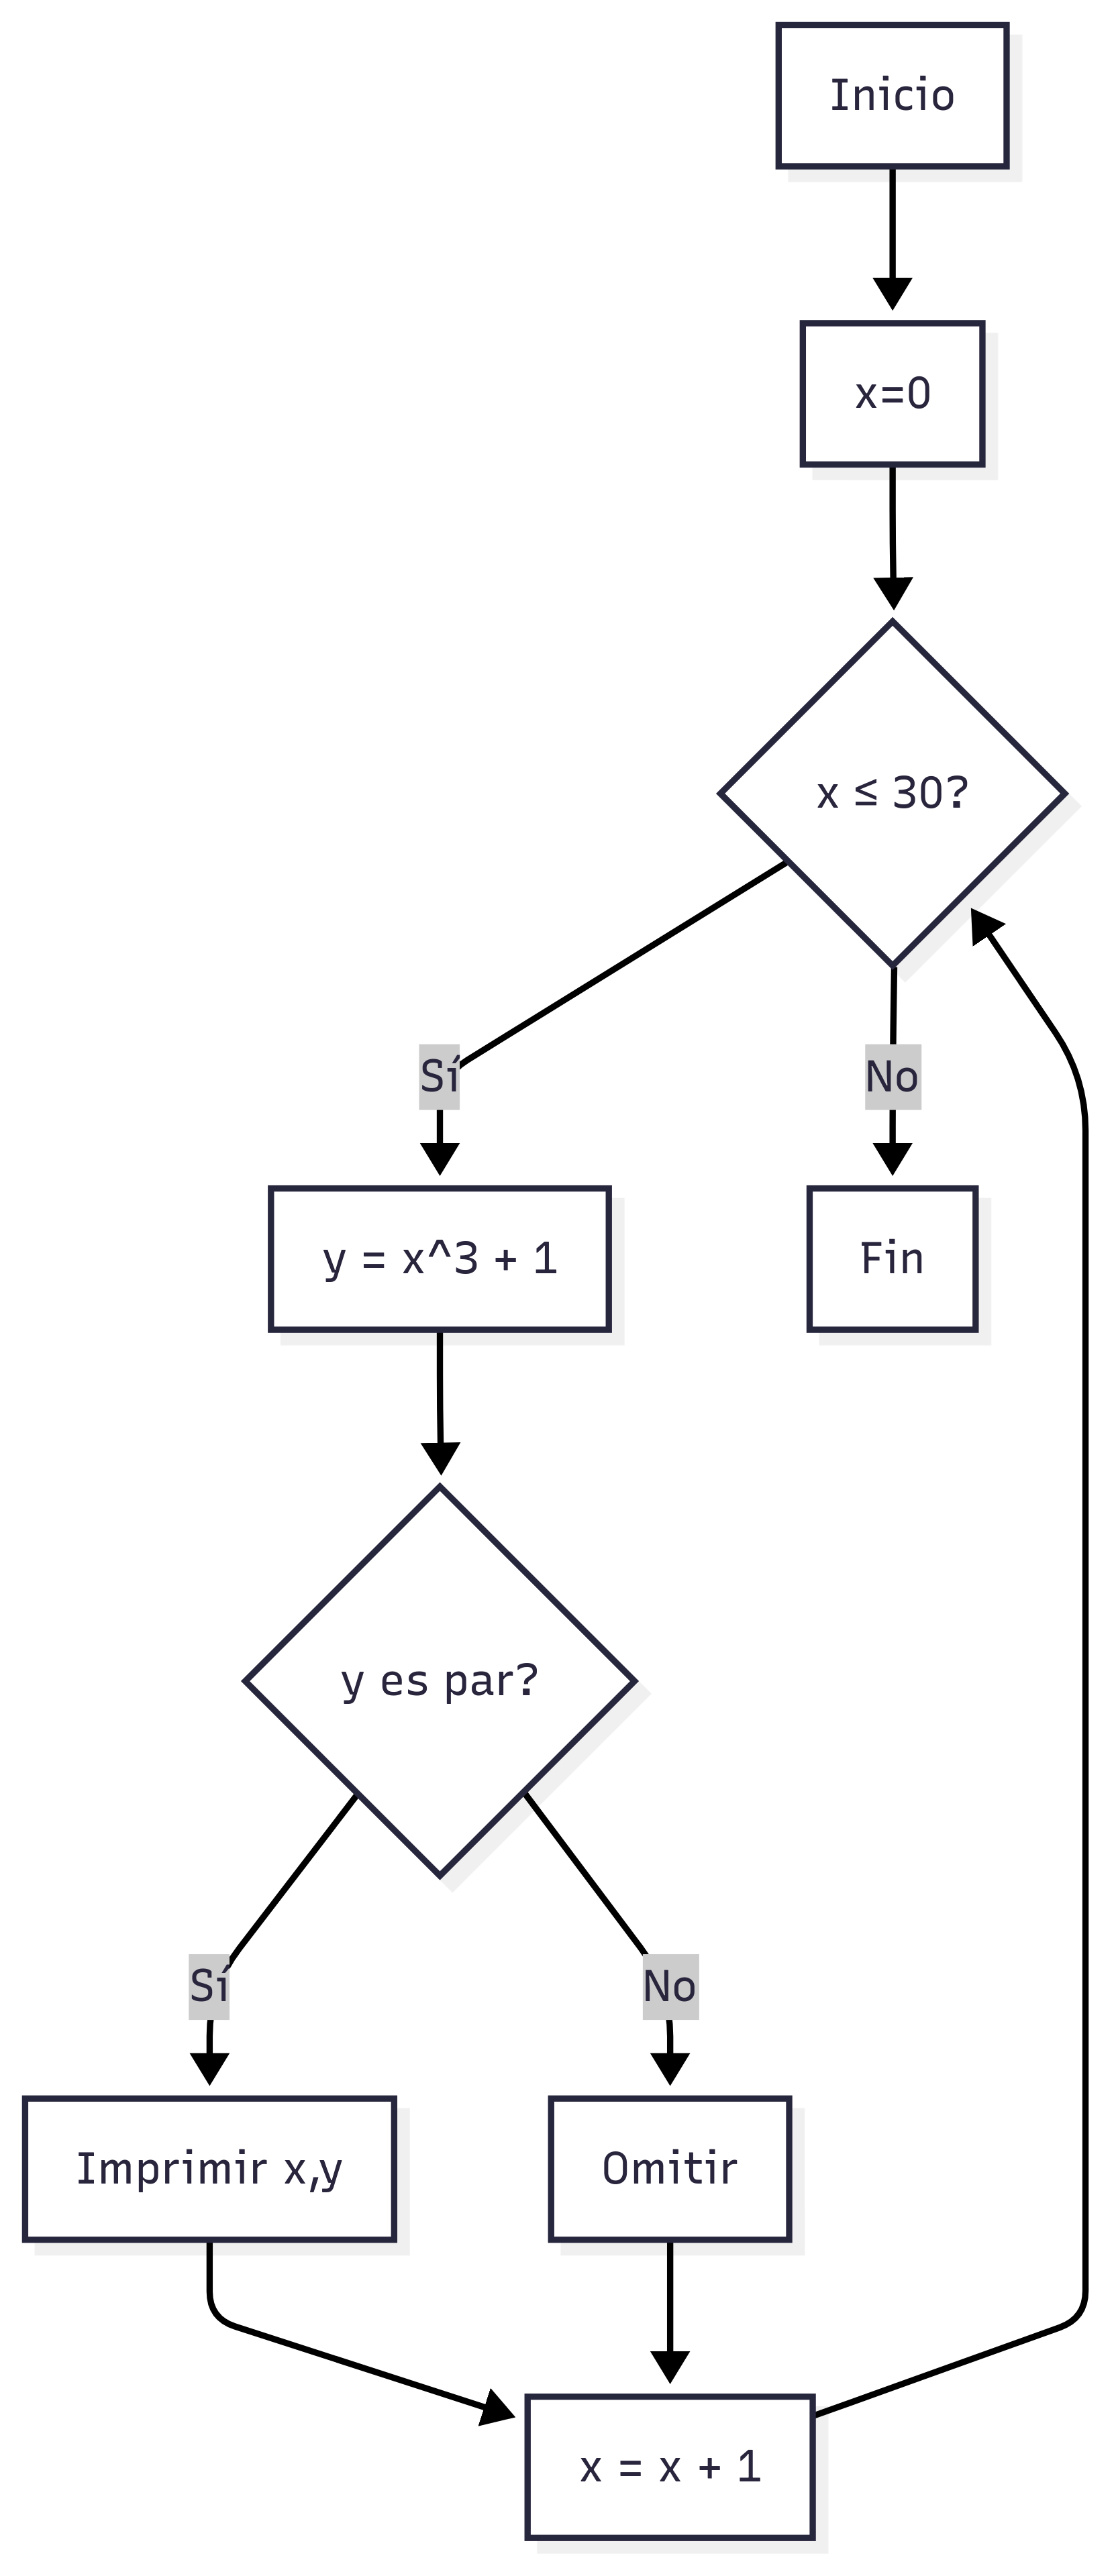 Inicio
x=0
x ≤ 30?
Sí
No
y = x^3 + 1
Fin
y es par?
Sí
No
Imprimir x,y
Omitir
x = x + 1